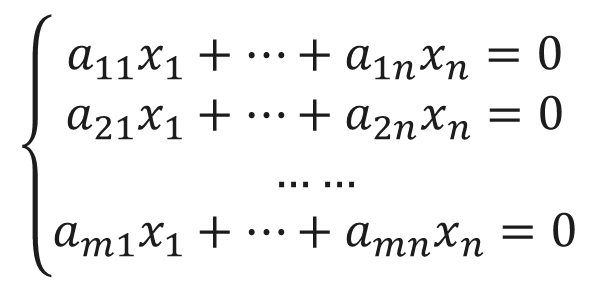 a₁₁x₁ + ⋯ + a₁ₙxₙ = 0
a₂₁x₁ + ⋯ + a₂ₙxₙ = 0
... ...
aₘ₁x₁ + ⋯ + aₘₙxₙ = 0